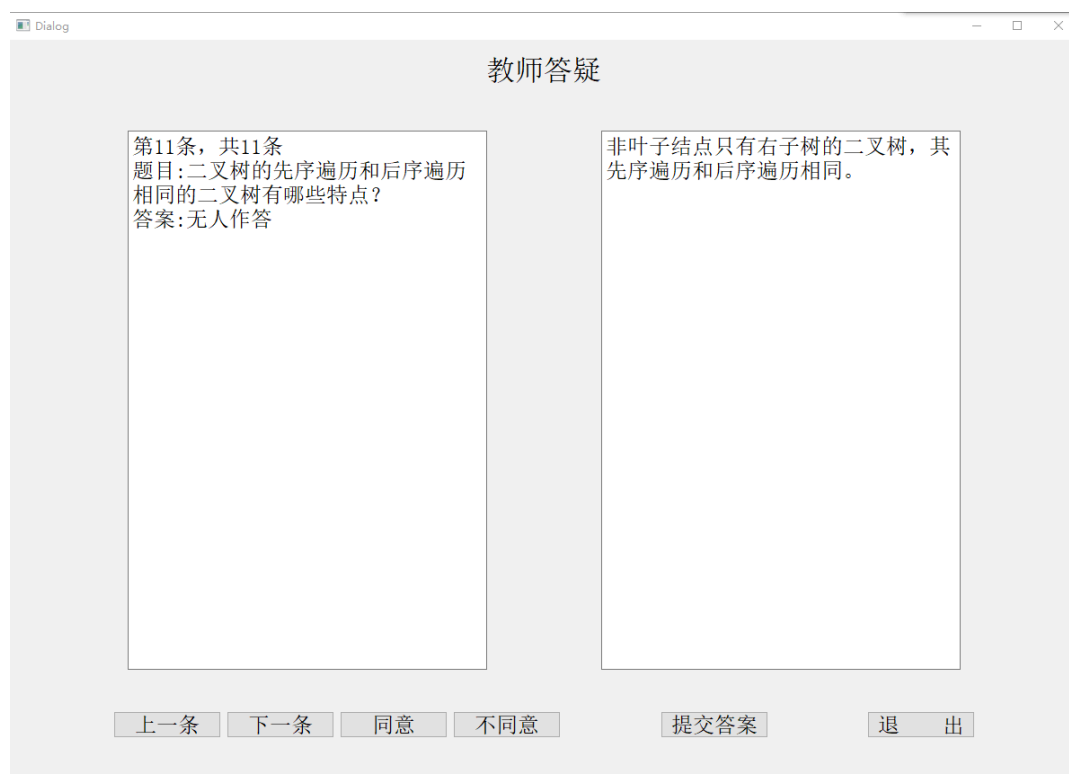 Dialog
教师答疑
第11条，共11条
题目:二叉树的先序遍历和后序遍历
相同的二叉树有哪些特点？
答案:无人作答
非叶子结点只有右子树的二叉树，其
先序遍历和后序遍历相同。
上一条
下一条
同意
不同意
提交答案
退 出